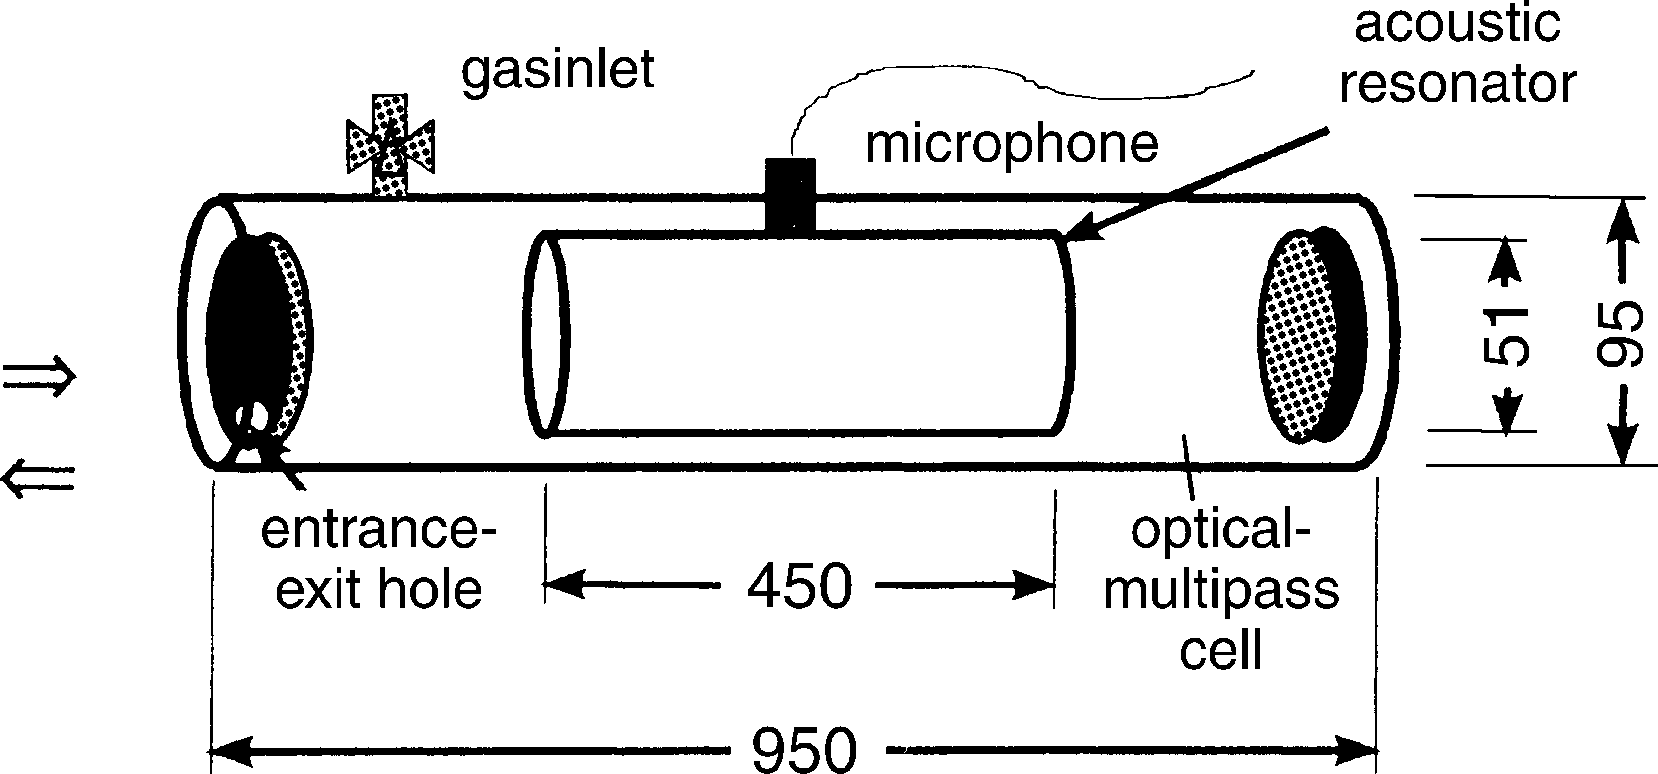 acoustic
resonator
gasinlet
microphone
51
95
entrance-
exit hole
450
optical-
multipass
cell
950